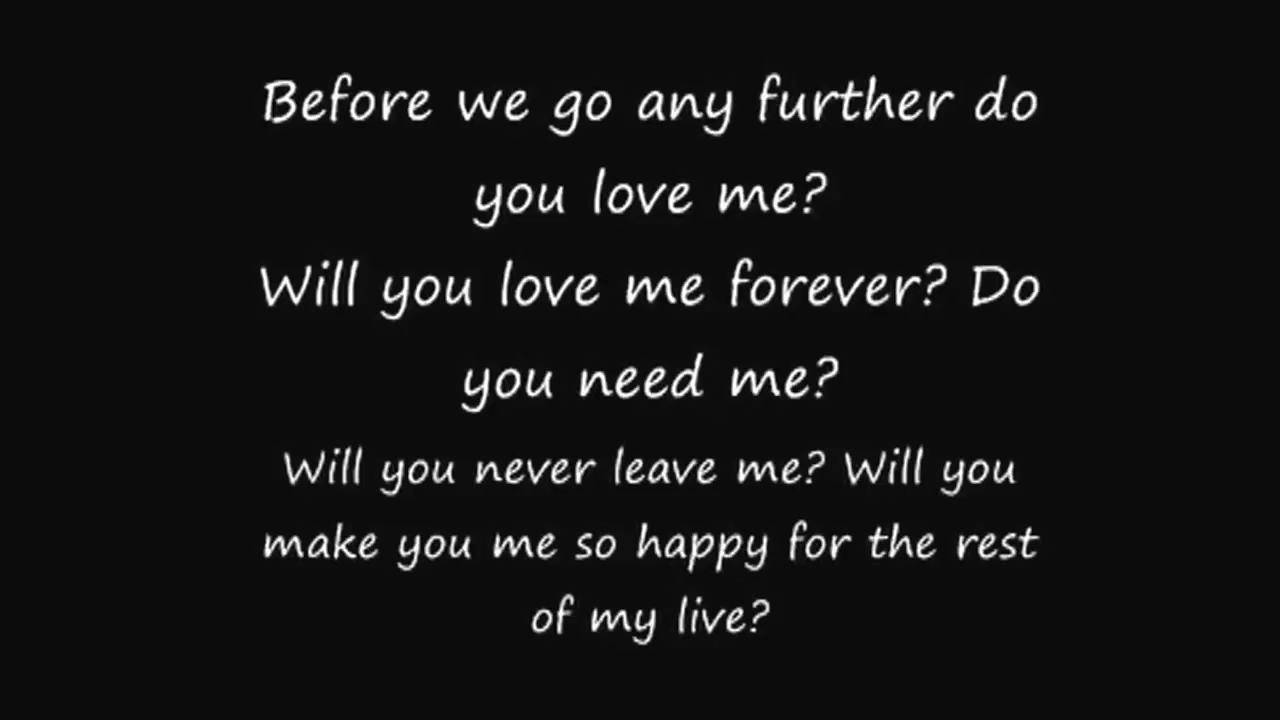 Before we go any further do
you love me?
Will you love me forever? Do
you need me?
Will you never leave me? Will you
make you me so happy for the rest
of my live?